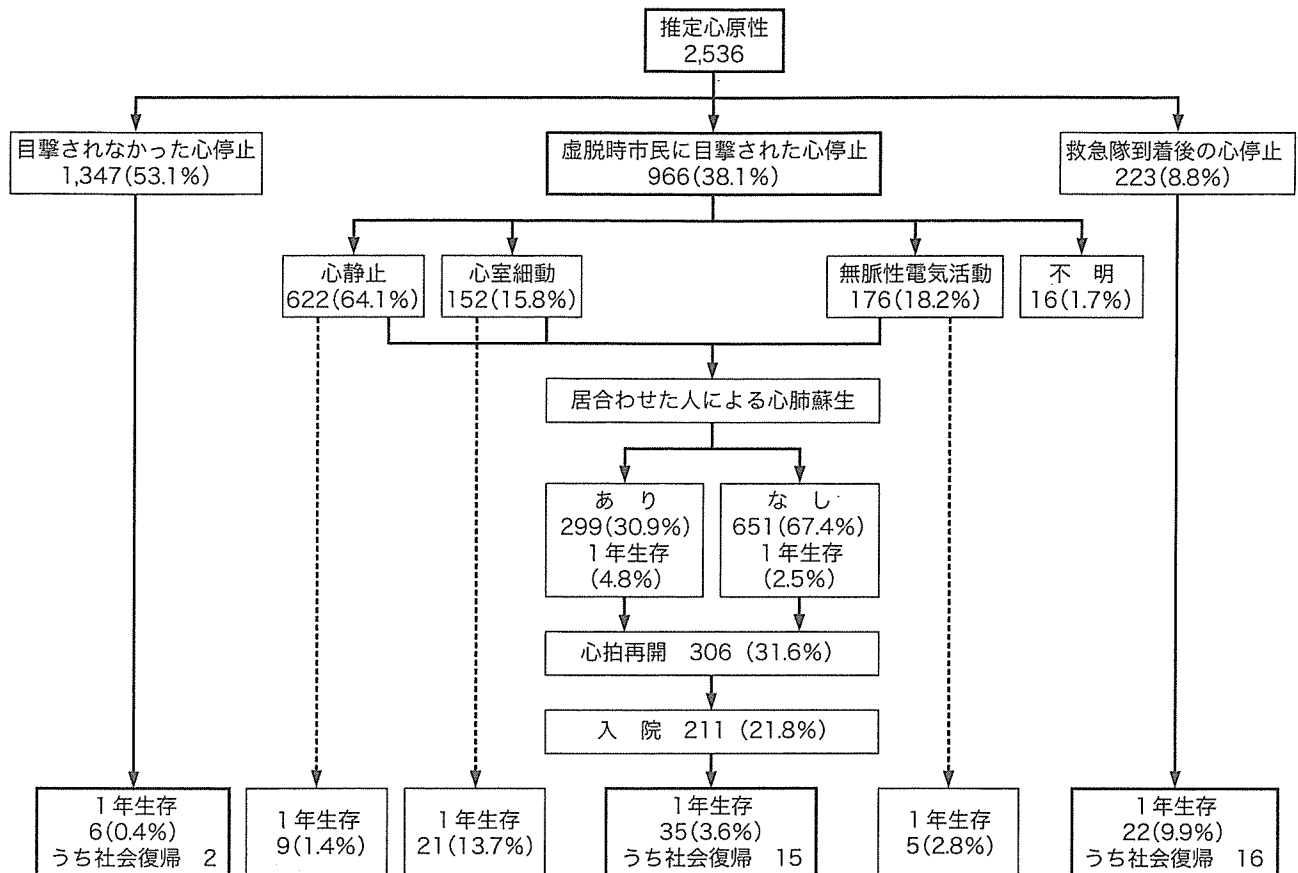 推定心原性
2,536
目撃されなかった心停止
1,347(53.1%)
虚脱時市民に目撃された心停止
966(38.1%)
救急隊到着後の心停止
223(8.8%)
心静止
622(64.1%)
心室細動
152(15.8%)
無脈性電気活動
176(18.2%)
不 明
16(1.7%)
居合わせた人による心肺蘇生
あ り
299(30.9%)
1年生存
(4.8%)
な し
651(67.4%)
1年生存
(2.5%)
心拍再開 306 (31.6%)
入 院 211 (21.8%)
1年生存
6(0.4%)
うち社会復帰 2
1年生存
9(1.4%)
1年生存
21(13.7%)
1年生存
35(3.6%)
うち社会復帰 15
1年生存
5(2.8%)
1年生存
22(9.9%)
うち社会復帰 16